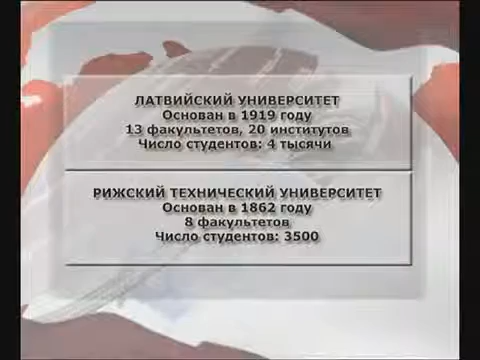 ЛАТВИЙСКИЙ УНИВЕРСИТЕТ
Основан в 1919 году
13 факультетов, 20 институтов
Число студентов: 4 тысячи
РИЖСКИЙ ТЕХНИЧЕСКИЙ УНИВЕРСИТЕТ
Основан в 1862 году
8 факультетов
Число студентов: 3500